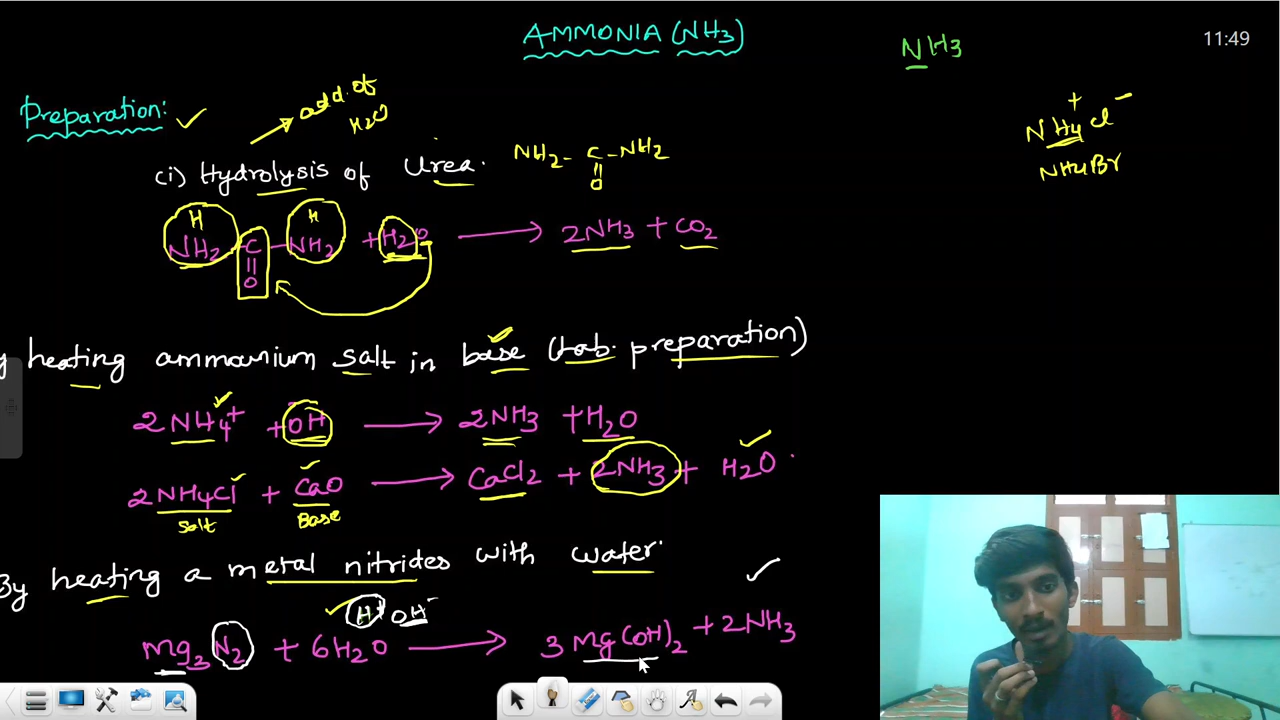 AMMONIA (NH3)
NH3
11:49
Preparation:
add. of
H2O
NH4+ Cl-
NH4Br
(i) Hydrolysis of Urea.
NH2-C-NH2
||
O
H H
NH2-C-NH2 + H2O → 2NH3 + CO2
||
O
heating ammanium salt in base (Lab. preparation)
2NH4+ + OH- → 2NH3 + H2O
2NH4Cl + CaO → CaCl2 + 2NH3 + H2O
Salt Base
By heating a metal nitrides with water.
H+ OH-
Mg3N2 + 6H2O → 3Mg(OH)2 + 2NH3